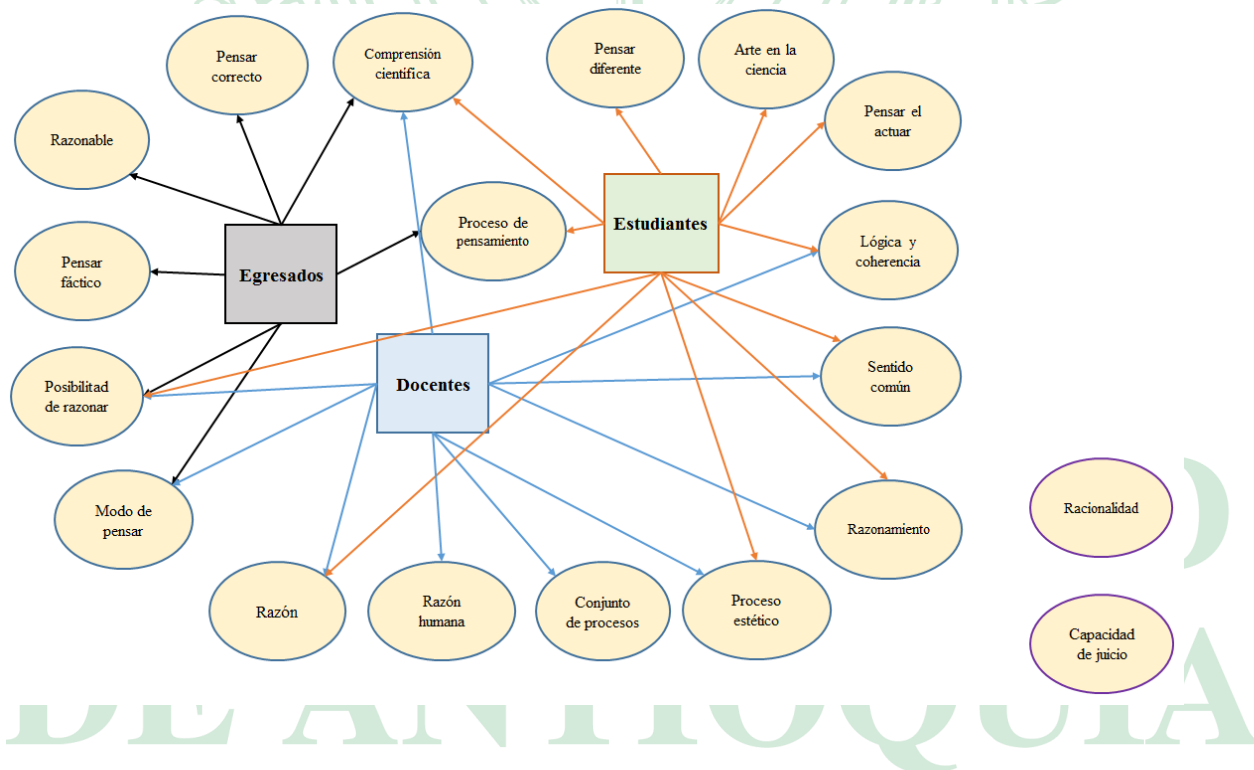 Pensar
correcto
Comprensión
científica
Pensar
diferente
Arte en la
ciencia
Pensar el
actuar
Razonable
Proceso de
pensamiento
Estudiantes
Lógica y
coherencia
Pensar
fáctico
Egresados
Posibilitad
de razonar
Docentes
Sentido
común
Modo de
pensar
Razonamiento
Racionalidad
Razón
Razón
humana
Conjunto
de procesos
Proceso
estético
Capacidad
de juicio
DE ANTIOQUIA